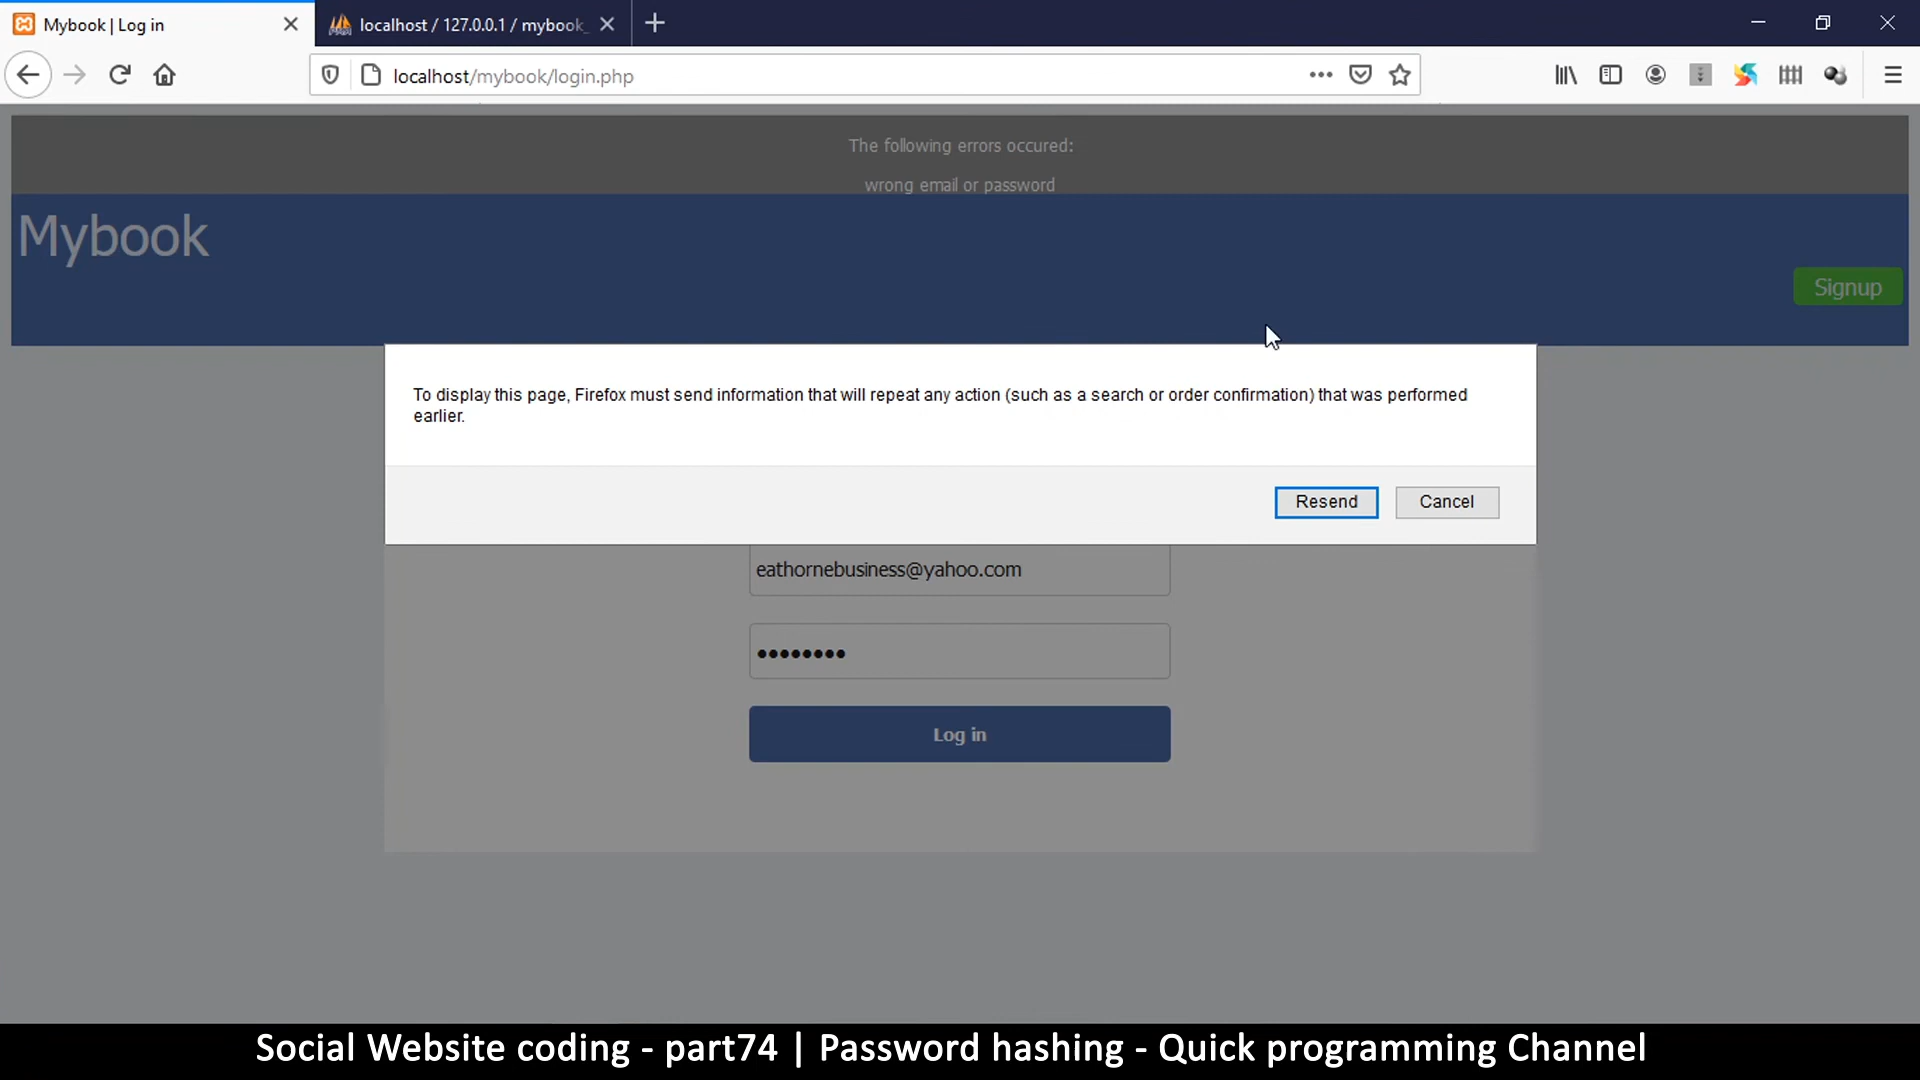 Mybook | Log in
localhost / 127.0.0.1 / mybook_
localhost/mybook/login.php
The following errors occured:
wrong email or password
Mybook
Signup
To display this page, Firefox must send information that will repeat any action (such as a search or order confirmation) that was performed
earlier.
Resend
Cancel
eathornebusiness@yahoo.com
••••••••
Log in
Social Website coding - part74 | Password hashing - Quick programming Channel